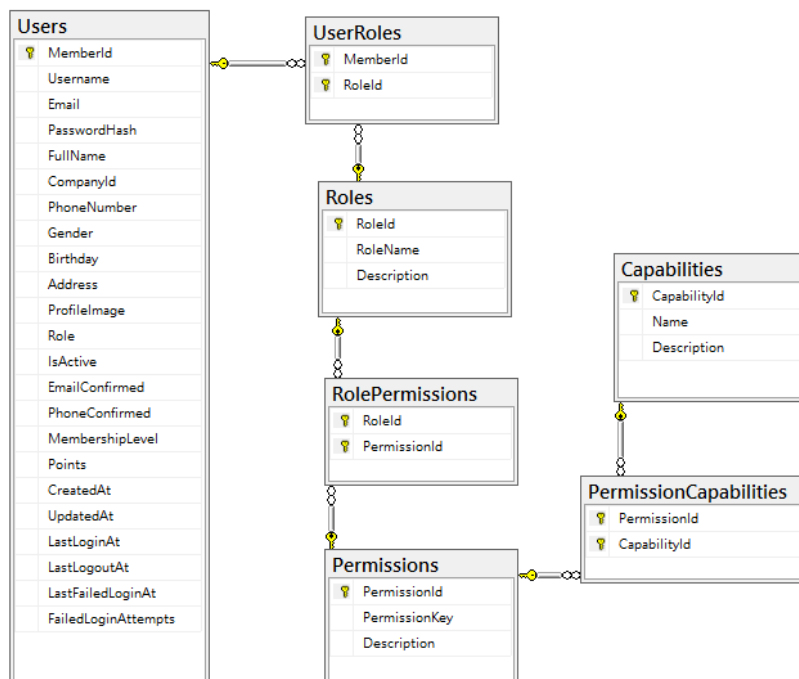 Users
MemberId
Username
Email
PasswordHash
FullName
CompanyId
PhoneNumber
Gender
Birthday
Address
ProfileImage
Role
IsActive
EmailConfirmed
PhoneConfirmed
MembershipLevel
Points
CreatedAt
UpdatedAt
LastLoginAt
LastLogoutAt
LastFailedLoginAt
FailedLoginAttempts
UserRoles
MemberId
RoleId
Roles
RoleId
RoleName
Description
RolePermissions
RoleId
PermissionId
Permissions
PermissionId
PermissionKey
Description
Capabilities
CapabilityId
Name
Description
PermissionCapabilities
PermissionId
CapabilityId